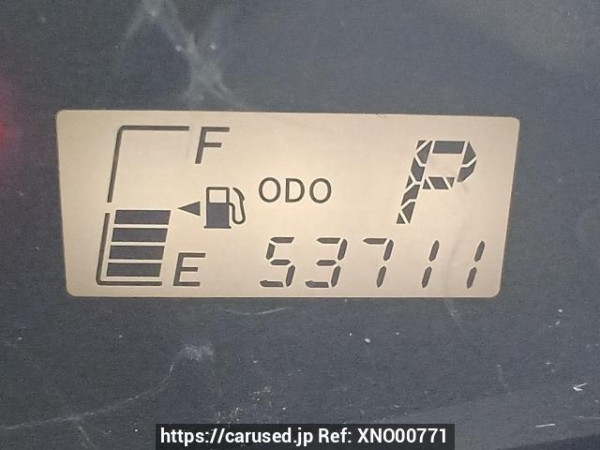 F
P
ODO
E
53711
https://carused.jp Ref: XNO00771